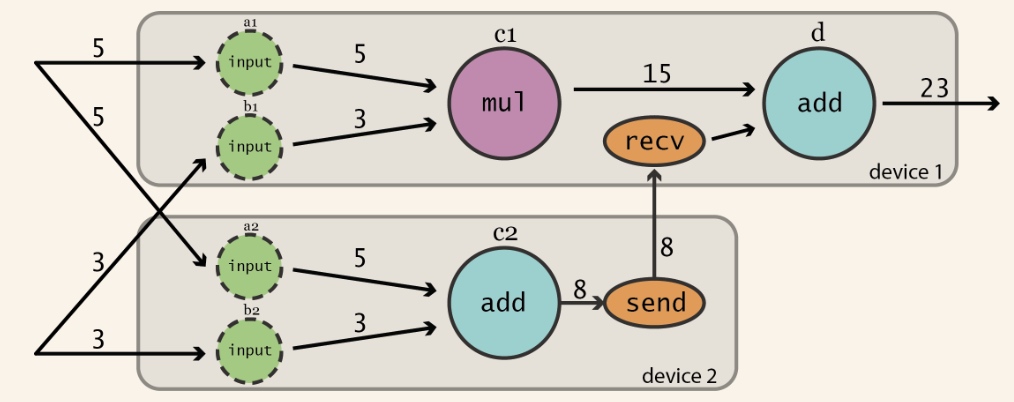 a1
5
input
5
c1
mul
15
d
add
23
5
b1
input
3
recv
device 1
3
a2
input
5
c2
add
8
send
8
3
b2
input
3
device 2